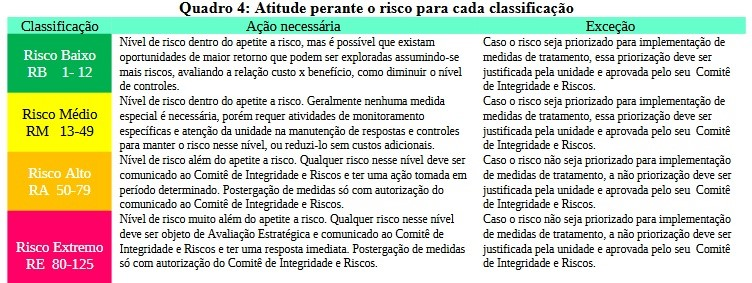 Quadro 4: Atitude perante o risco para cada classificação
Classificação
Ação necessária
Exceção
Risco Baixo
RB 1- 12
Nível de risco dentro do apetite a risco, mas é possível que existam
oportunidades de maior retorno que podem ser exploradas assumindo-se
mais riscos, avaliando a relação custo x benefício, como diminuir o nível
de controles.
Caso o risco seja priorizado para implementação de
medidas de tratamento, essa priorização deve ser
justificada pela unidade e aprovada pelo seu Comitê
de Integridade e Riscos.
Risco Médio
RM 13-49
Nível de risco dentro do apetite a risco. Geralmente nenhuma medida
especial é necessária, porém requer atividades de monitoramento
específicas e atenção da unidade na manutenção de respostas e controles
para manter o risco nesse nível, ou reduzi-lo sem custos adicionais.
Caso o risco seja priorizado para implementação de
medidas de tratamento, essa priorização deve ser
justificada pela unidade e aprovada pelo seu Comitê
de Integridade e Riscos.
Risco Alto
RA 50-79
Nível de risco além do apetite a risco. Qualquer risco nesse nível deve ser
comunicado ao Comitê de Integridade e Riscos e ter uma ação tomada em
período determinado. Postergação de medidas só com autorização do
comunicado ao Comitê de Integridade e Riscos.
Caso o risco não seja priorizado para implementação
de medidas de tratamento, a não priorização deve ser
justificada pela unidade e aprovado pelo seu Comitê
de Integridade e Riscos.
Risco Extremo
RE 80-125
Nível de risco muito além do apetite a risco. Qualquer risco nesse nível
deve ser objeto de Avaliação Estratégica e comunicado ao Comitê de
Integridade e Riscos e ter uma resposta imediata. Postergação de medidas
só com autorização do Comitê de Integridade e Riscos.
Caso o risco não seja priorizado para implementação
de medidas de tratamento, a não priorização deve ser
justificada pela unidade e aprovado pelo seu Comitê
de Integridade e Riscos.